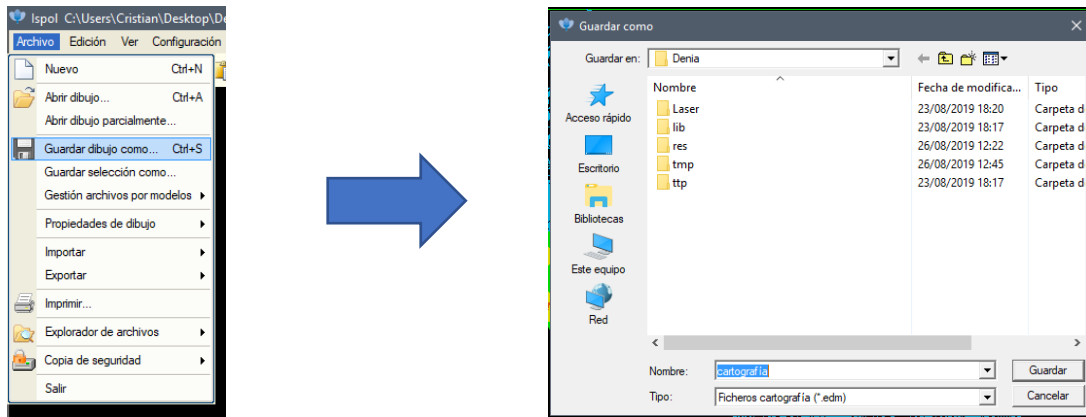 Ispol C:\Users\Cristian\Desktop\De
Archivo Edición Ver Configuración
Nuevo Ctrl+N
Abrir dibujo... Ctrl+A
Abrir dibujo parcialmente...
Guardar dibujo como... Ctrl+S
Guardar selección como...
Gestión archivos por modelos
Propiedades de dibujo
Importar
Exportar
Imprimir...
Explorador de archivos
Copia de seguridad
Salir
Guardar como
Guardar en: Denia
Nombre Fecha de modifica... Tipo
Laser 23/08/2019 18:20 Carpeta d
lib 23/08/2019 18:17 Carpeta d
res 26/08/2019 12:22 Carpeta d
tmp 26/08/2019 12:45 Carpeta d
ttp 23/08/2019 18:17 Carpeta d
Acceso rápido
Escritorio
Bibliotecas
Este equipo
Red
Nombre: cartografía Guardar
Tipo: Ficheros cartografía (*.edm) Cancelar